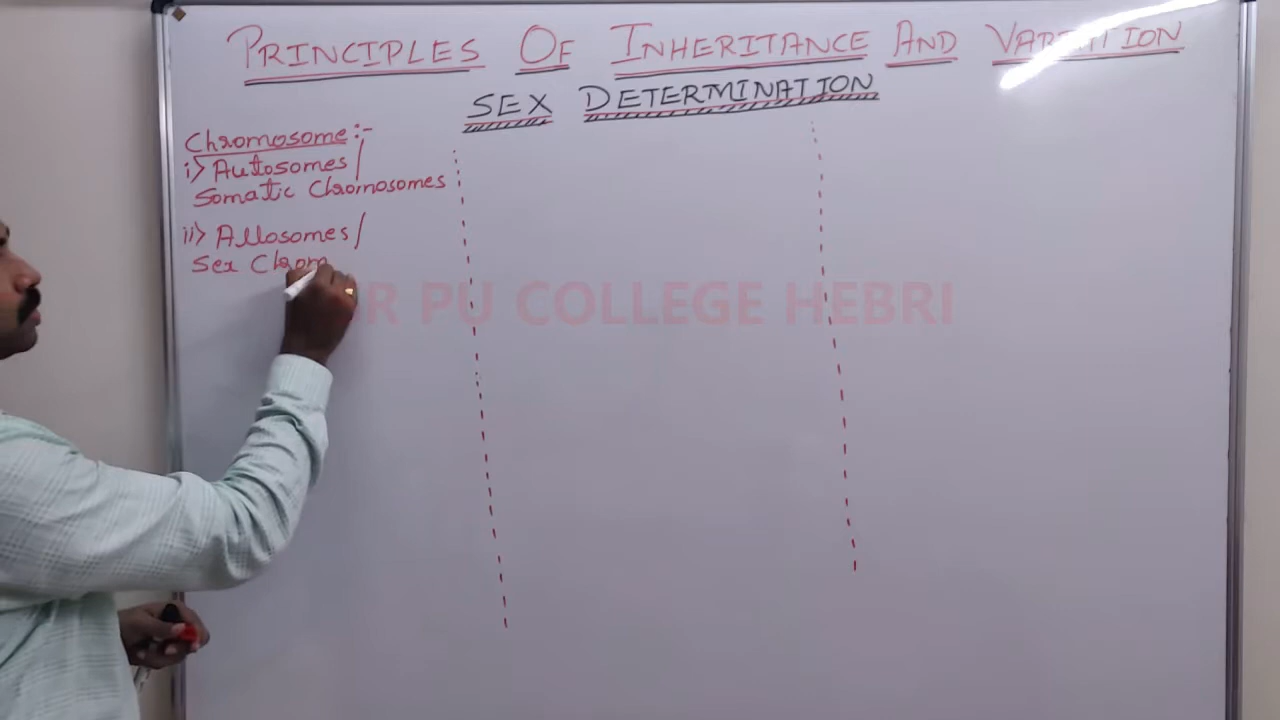 PRINCIPLES OF INHERITANCE AND VARIATION
SEX DETERMINATION
Chromosome :-
i> Autosomes /
Somatic Chromosomes
ii> Allosomes /
Sex Chrom
R PU COLLEGE HEBRI